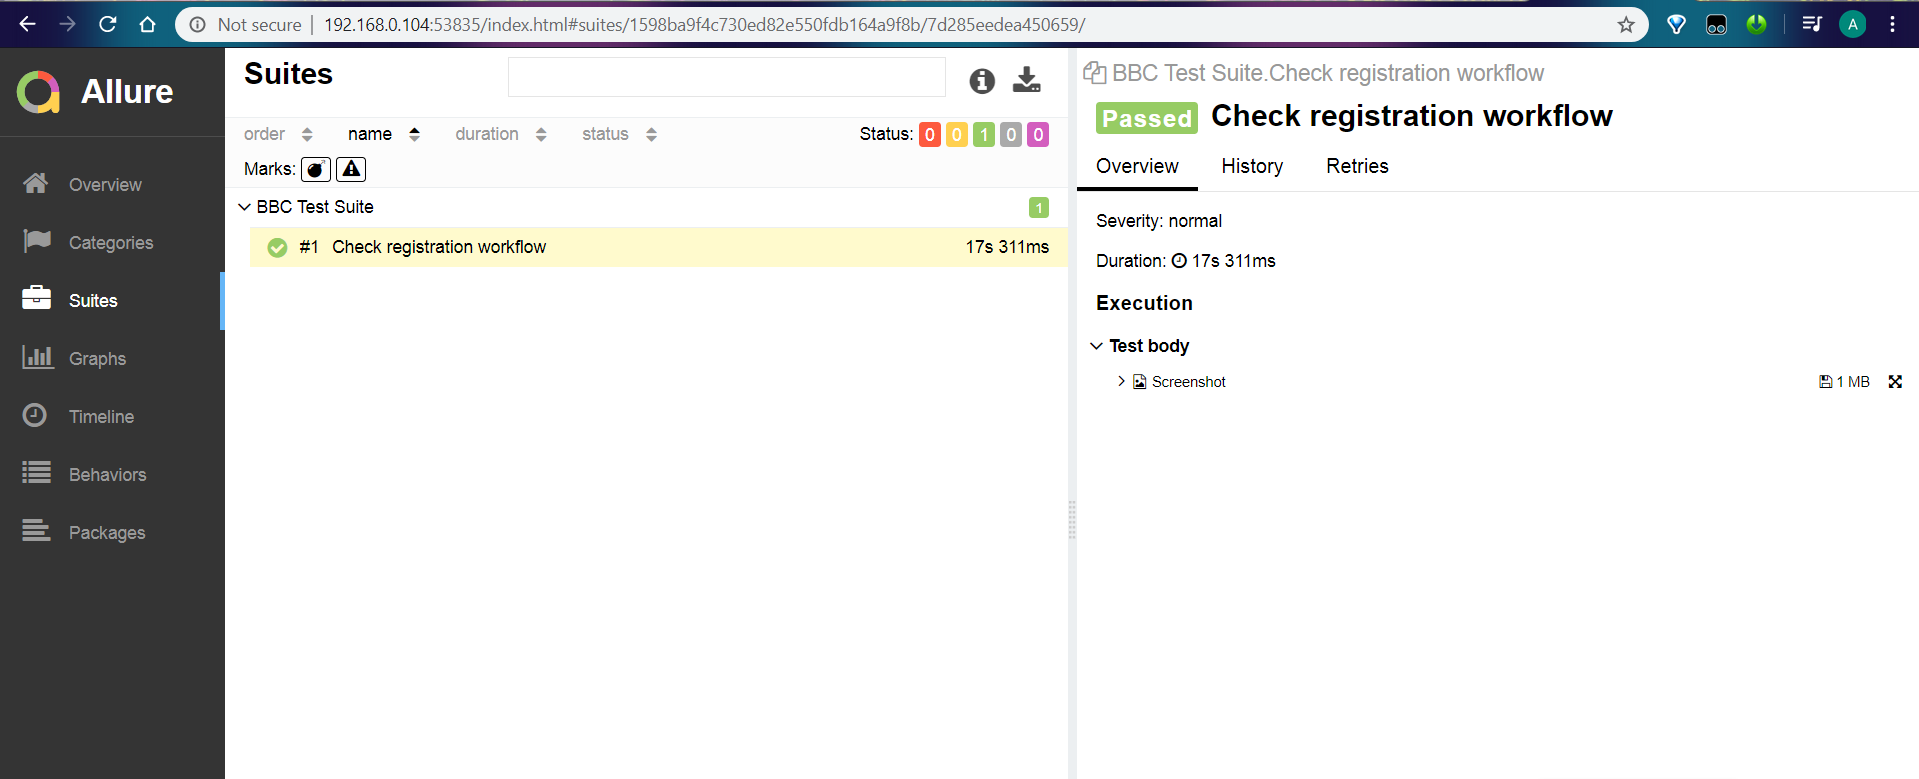 Not secure | 192.168.0.104:53835/index.html#suites/1598ba9f4c730ed82e550fdb164a9f8b/7d285eedea450659/
A
Allure
Overview
Categories
Suites
Graphs
Timeline
Behaviors
Packages
Suites
order name duration status Status: 0 0 1 0 0
Marks:
BBC Test Suite 1
#1 Check registration workflow 17s 311ms
BBC Test Suite.Check registration workflow
Passed Check registration workflow
Overview History Retries
Severity: normal
Duration: 17s 311ms
Execution
Test body
Screenshot 1 MB